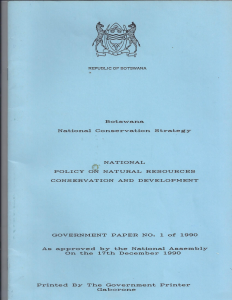 REPUBLIC OF BOTSWANA
Botswana
National Conservation Strategy
NATIONAL
POLICY ON NATURAL RESOURCES
CONSERVATION AND DEVELOPMENT
GOVERNMENT PAPER NO: 1 of 1990
As approved by the National Assembly
On the 17th December 1990
Printed By The Government Printer
Gaborone